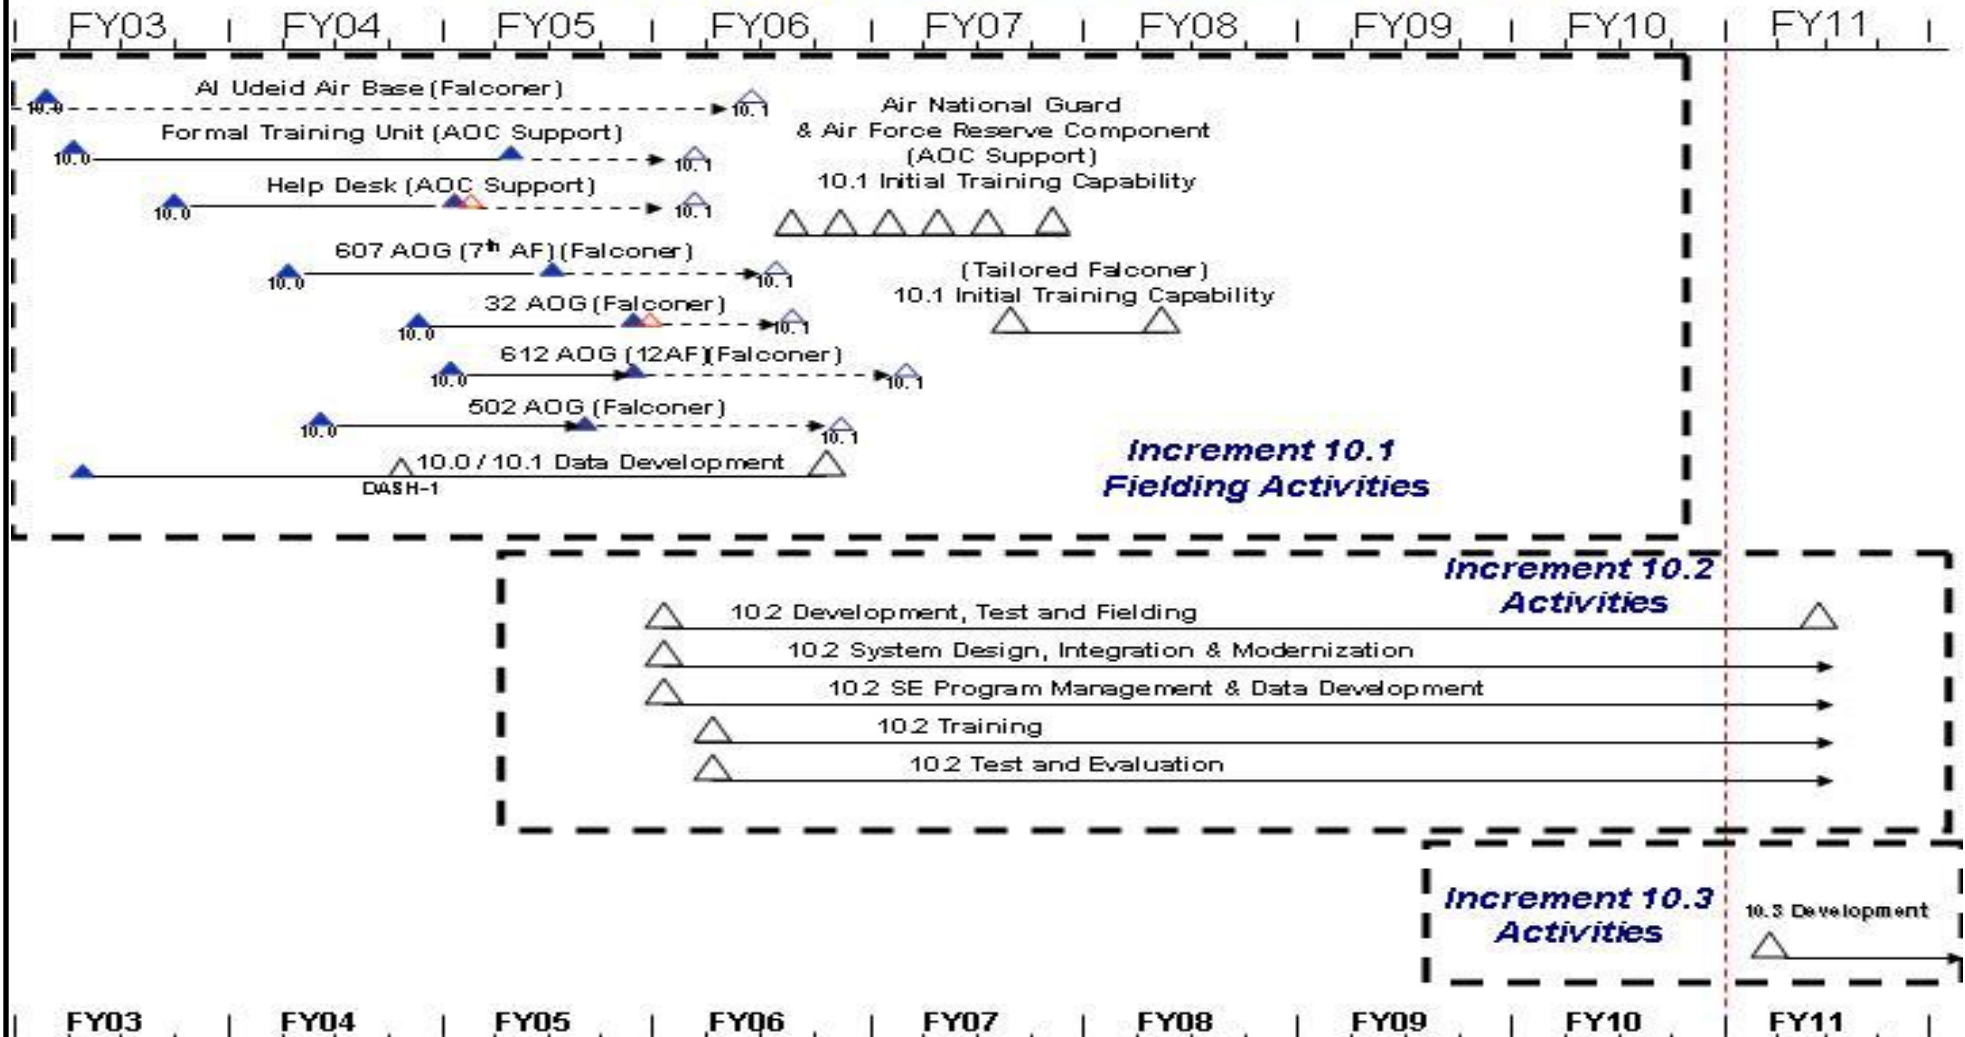 FY03 FY04 FY05 FY06 FY07 FY08 FY09 FY10 FY11
Al Udeid Air Base (Falconer)
10.0 10.1
Formal Training Unit (AOC Support)
10.0 10.1
Help Desk (AOC Support)
10.0 10.1
607 AOG (7th AF)(Falconer)
10.0 10.1
32 AOG (Falconer)
10.0 10.1
612 AOG (12AF)(Falconer)
10.0 10.1
502 AOG (Falconer)
10.0 10.1
10.0 / 10.1 Data Development
DASH-1
Air National Guard
& Air Force Reserve Component
(AOC Support)
10.1 Initial Training Capability
(Tailored Falconer)
10.1 Initial Training Capability
Increment 10.1
Fielding Activities
Increment 10.2
Activities
10.2 Development, Test and Fielding
10.2 System Design, Integration & Modernization
10.2 SE Program Management & Data Development
10.2 Training
10.2 Test and Evaluation
Increment 10.3
Activities
10.3 Development
FY03 FY04 FY05 FY06 FY07 FY08 FY09 FY10 FY11